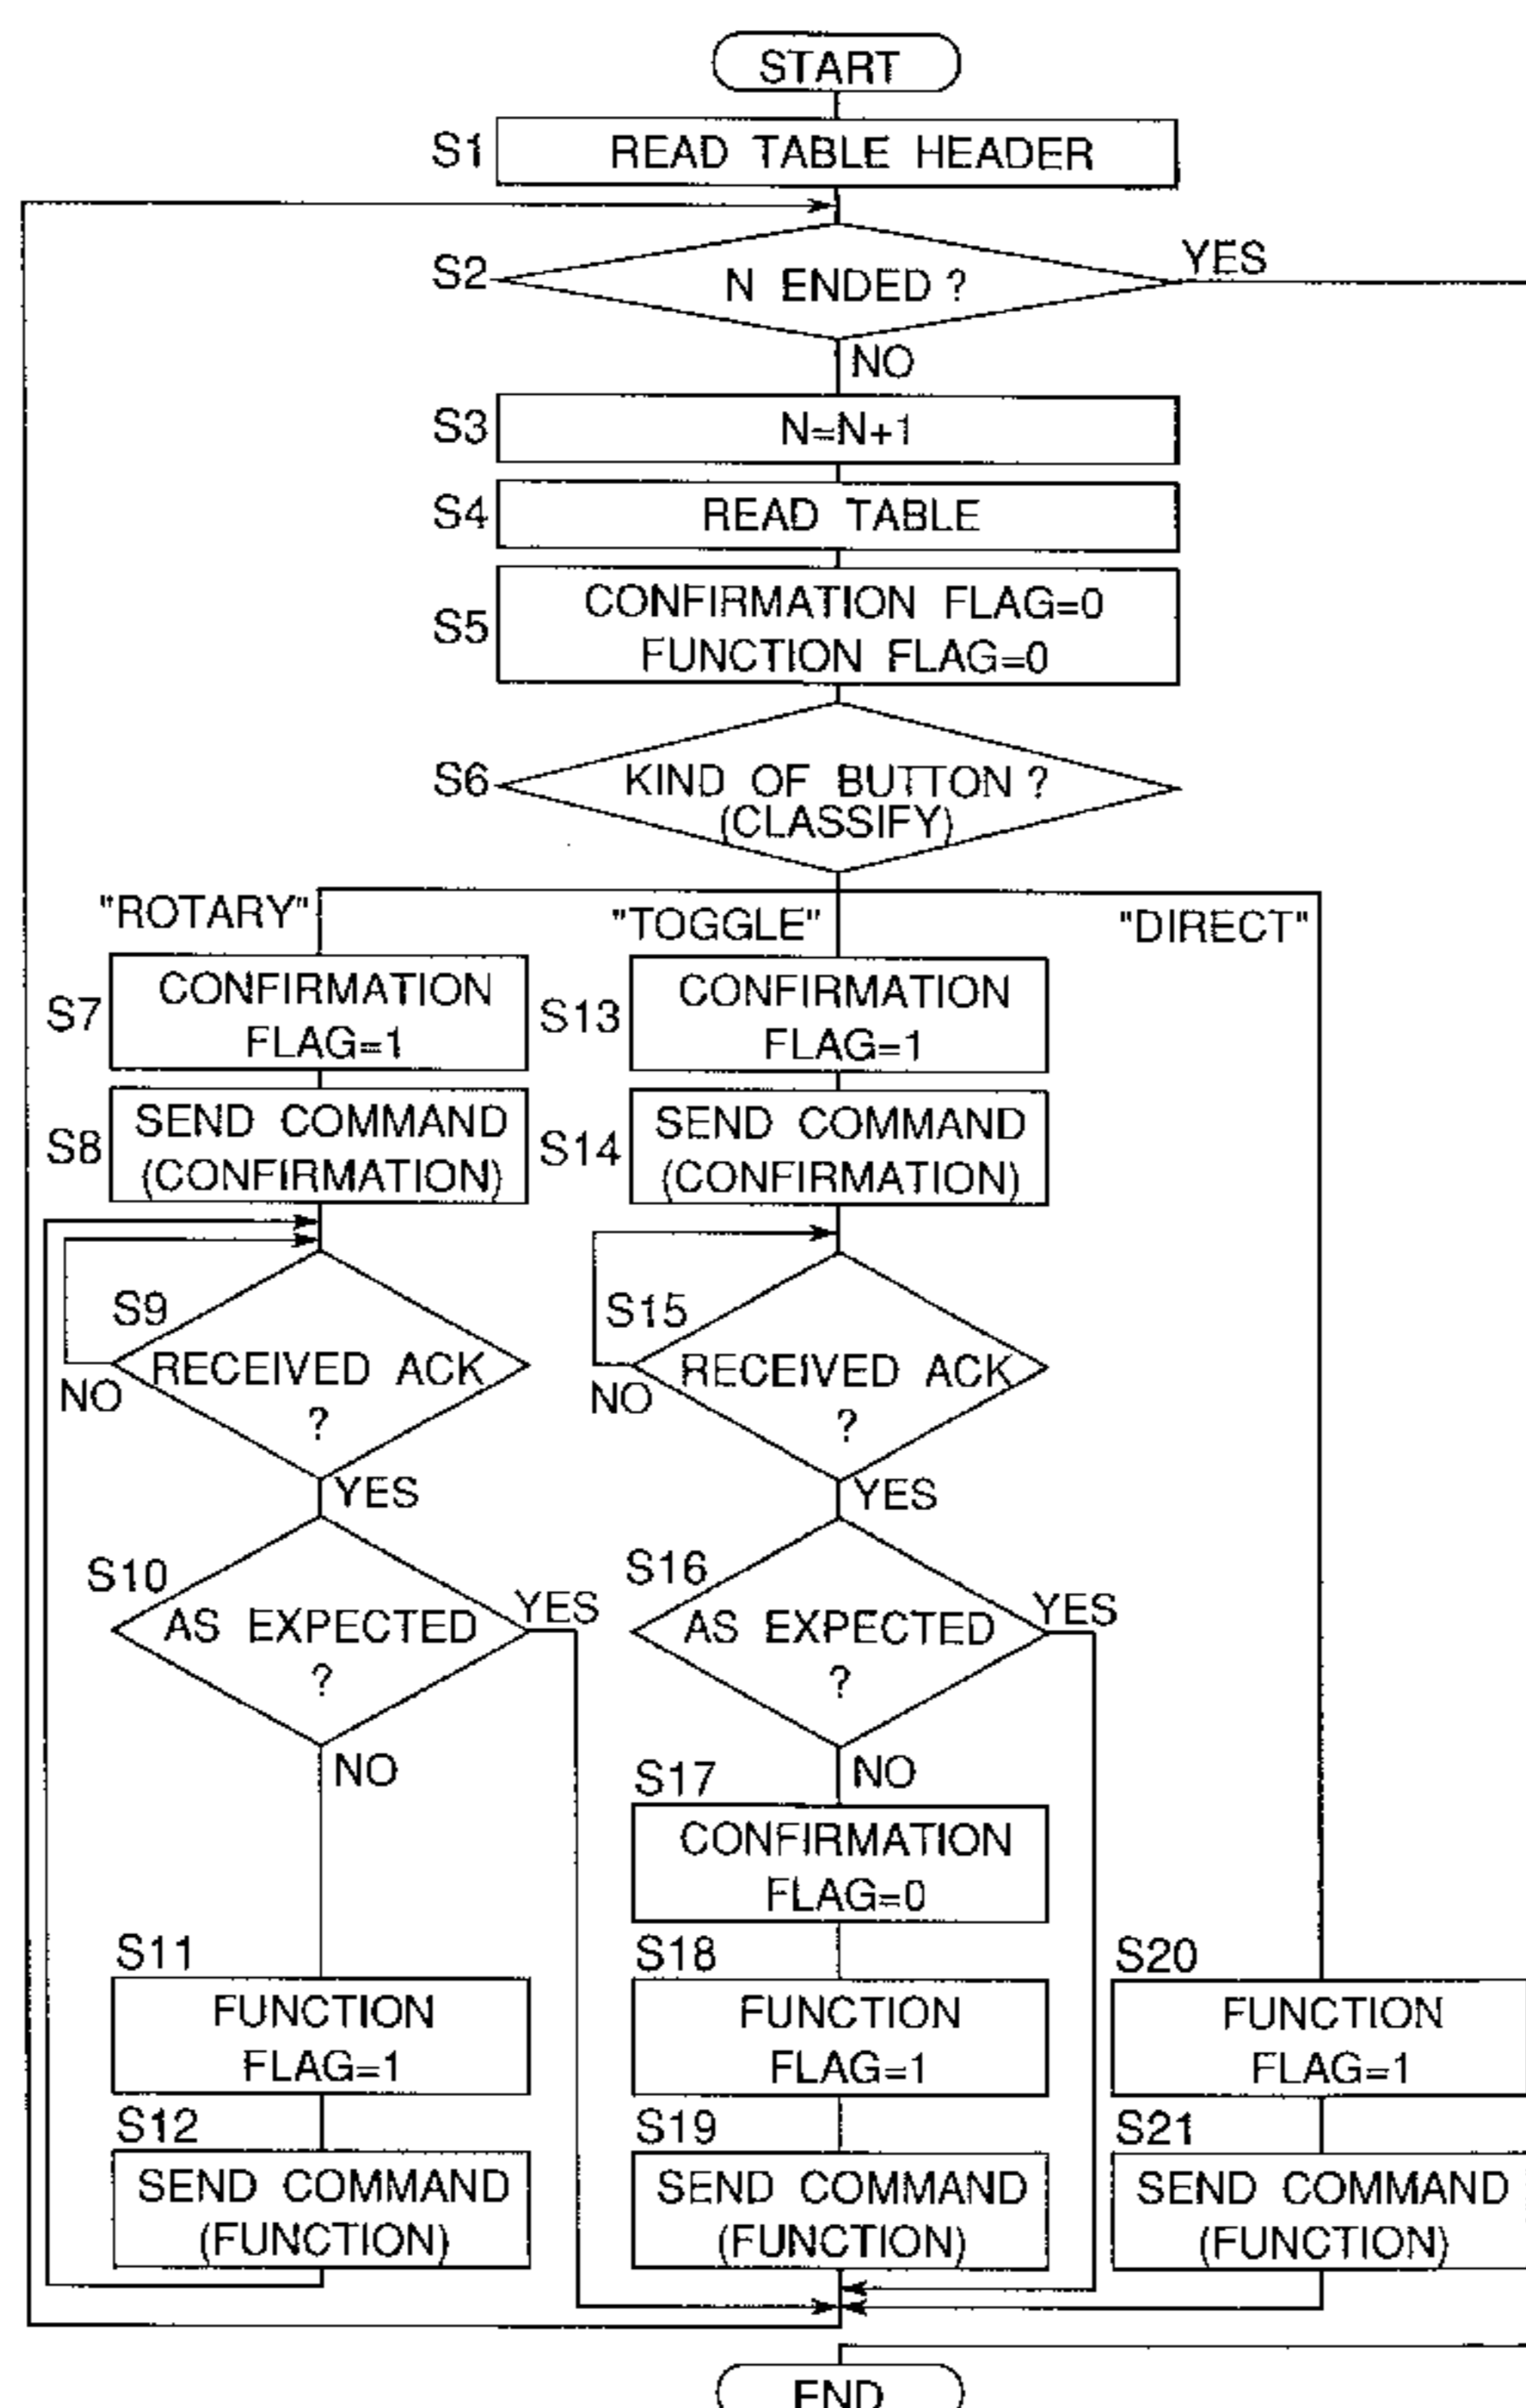 START
S1 READ TABLE HEADER
S2 N ENDED ? YES
NO
S3 N=N+1
S4 READ TABLE
S5 CONFIRMATION FLAG=0
FUNCTION FLAG=0
S6 KIND OF BUTTON ?
(CLASSIFY)
"ROTARY" "TOGGLE" "DIRECT"
S7 CONFIRMATION
FLAG=1
S13 CONFIRMATION
FLAG=1
S8 SEND COMMAND
(CONFIRMATION)
S14 SEND COMMAND
(CONFIRMATION)
S9
RECEIVED ACK
?
NO
YES
S15
RECEIVED ACK
?
NO
YES
S10
AS EXPECTED
?
YES
NO
S16
AS EXPECTED
?
YES
NO
S17
CONFIRMATION
FLAG=0
S11
FUNCTION
FLAG=1
S18
FUNCTION
FLAG=1
S20
FUNCTION
FLAG=1
S12
SEND COMMAND
(FUNCTION)
S19
SEND COMMAND
(FUNCTION)
S21
SEND COMMAND
(FUNCTION)
END